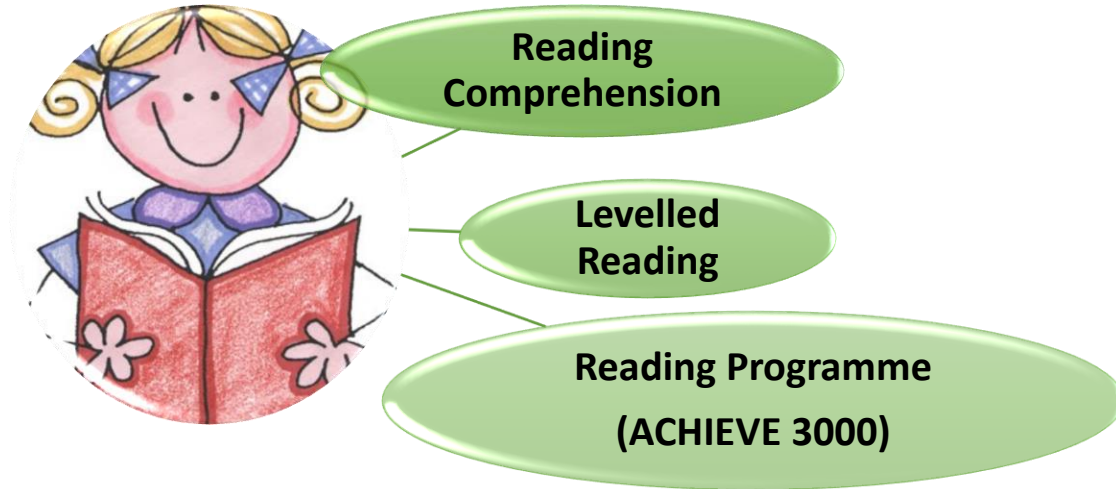 Reading
Comprehension
Levelled
Reading
Reading Programme
(ACHIEVE 3000)